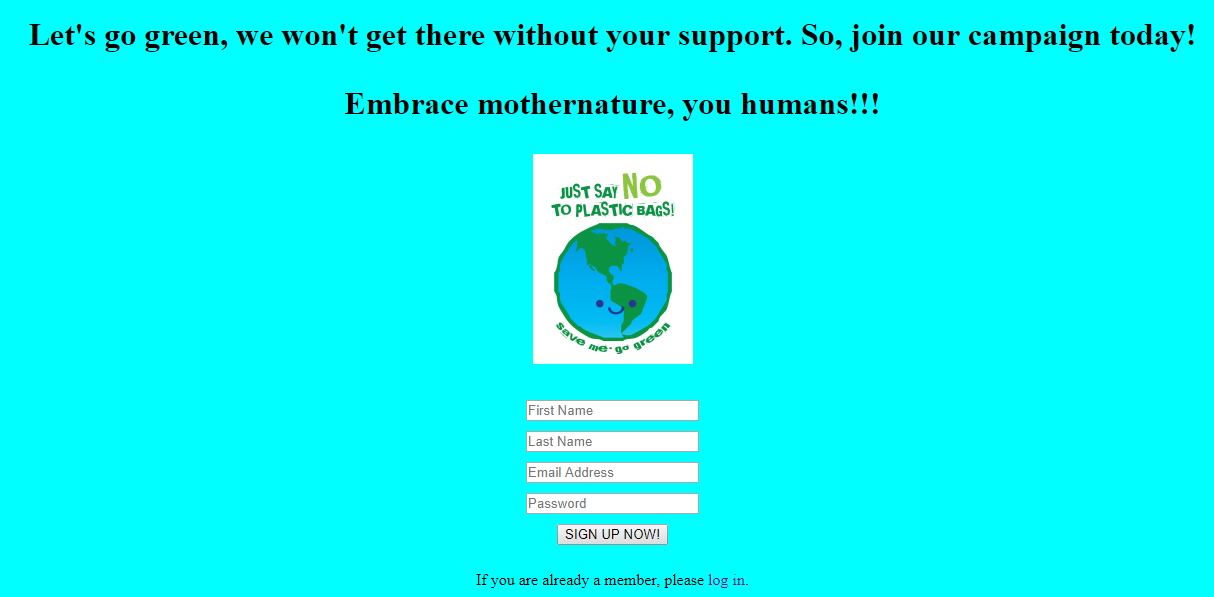 Let's go green, we won't get there without your support. So, join our campaign today!
Embrace mothernature, you humans!!!
JUST SAY NO
TO PLASTIC BAGS!
save me - go green
First Name
Last Name
Email Address
Password
SIGN UP NOW!
If you are already a member, please log in.